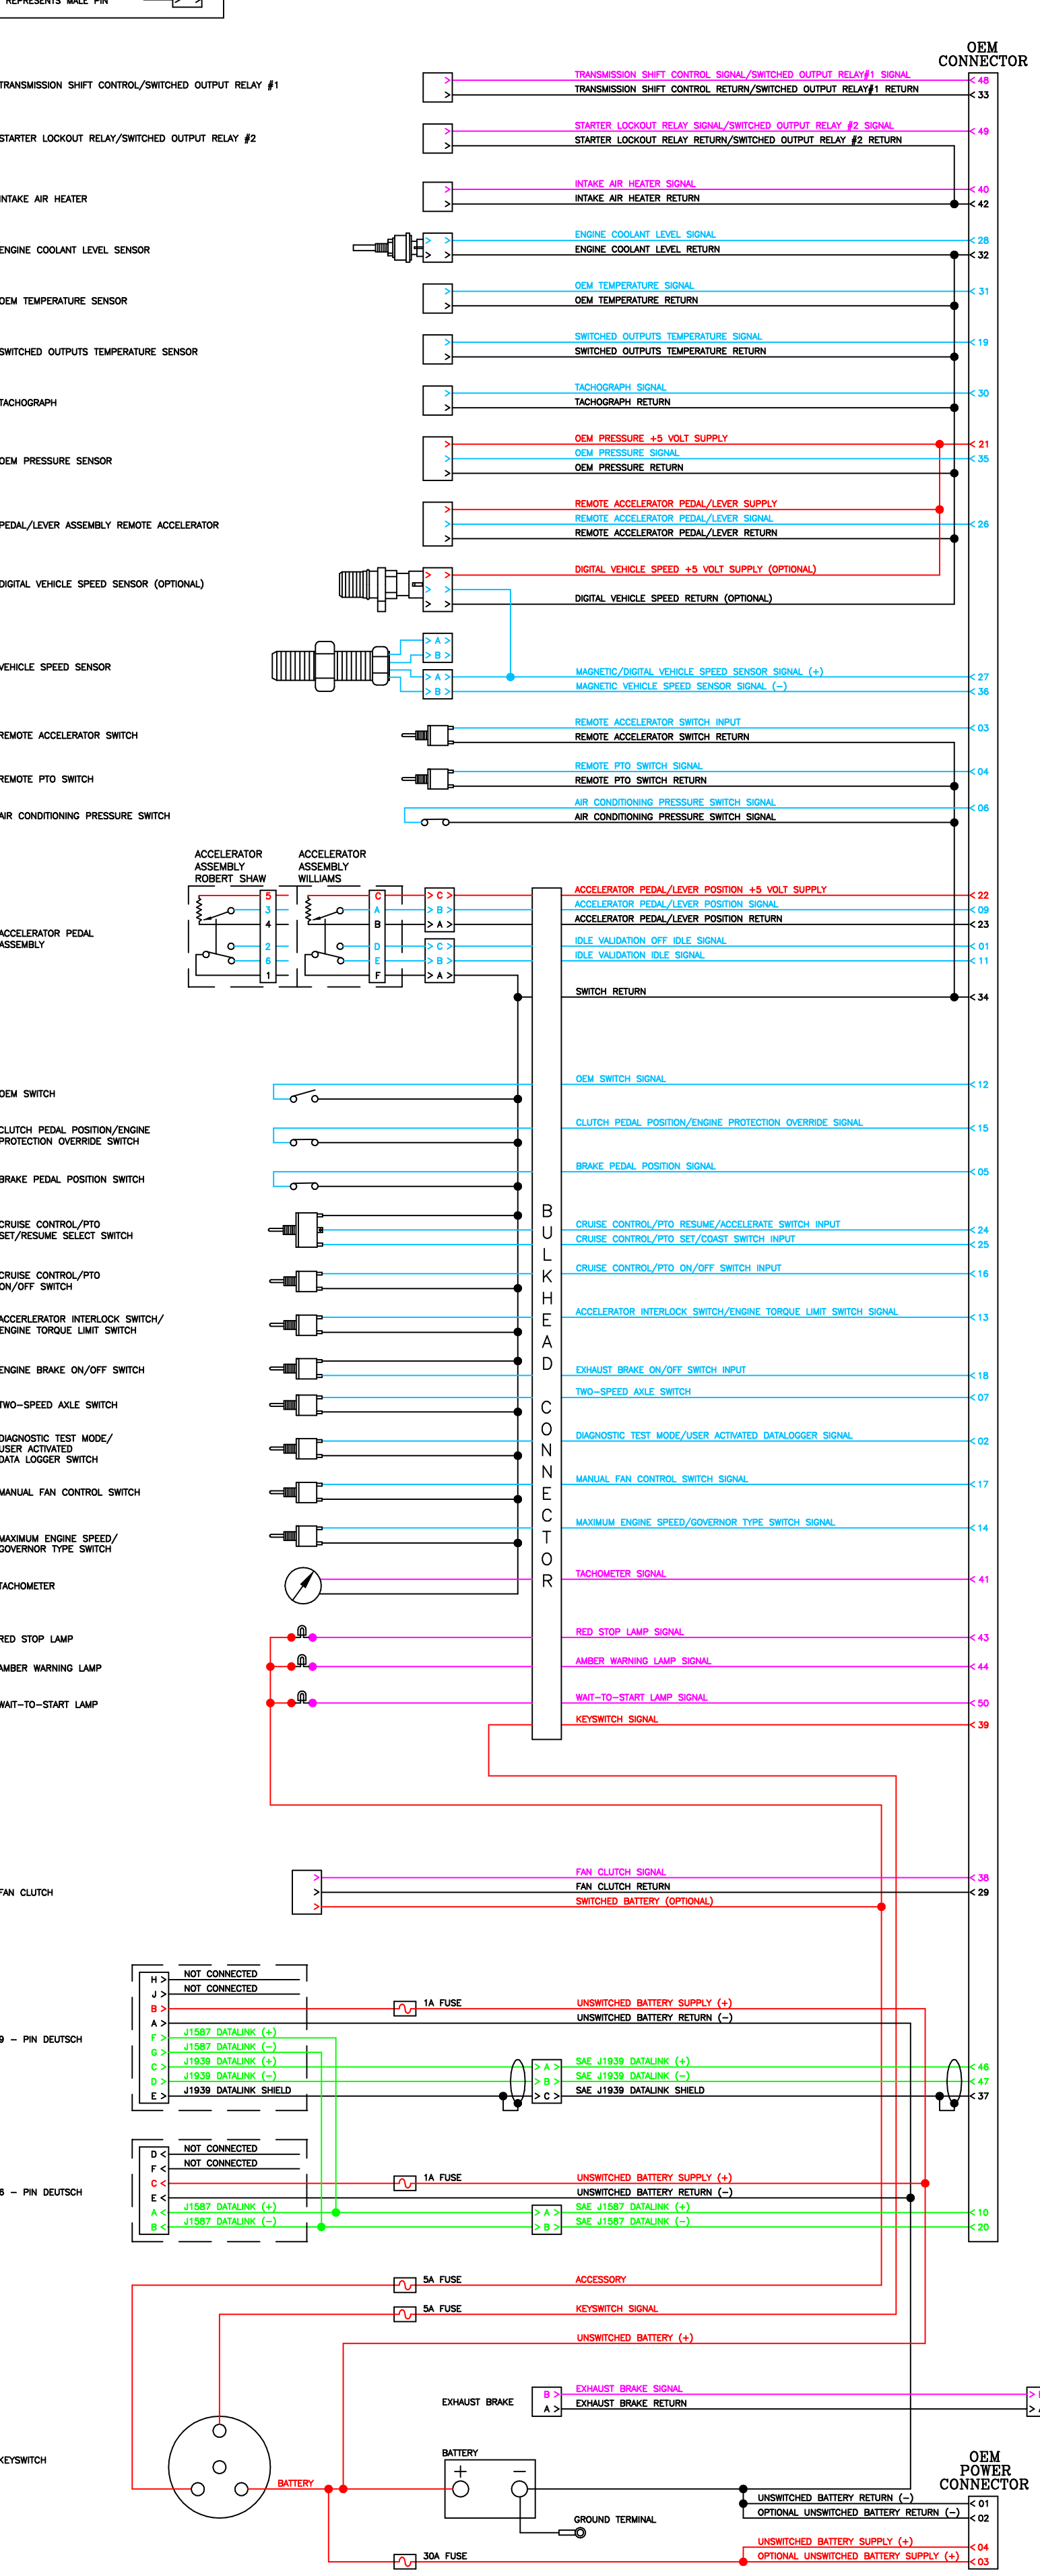 REPRESENTS MALE PIN
OEM
CONNECTOR
TRANSMISSION SHIFT CONTROL/SWITCHED OUTPUT RELAY #1
TRANSMISSION SHIFT CONTROL SIGNAL/SWITCHED OUTPUT RELAY#1 SIGNAL 48
TRANSMISSION SHIFT CONTROL RETURN/SWITCHED OUTPUT RELAY#1 RETURN 33
STARTER LOCKOUT RELAY/SWITCHED OUTPUT RELAY #2
STARTER LOCKOUT RELAY SIGNAL/SWITCHED OUTPUT RELAY #2 SIGNAL 49
STARTER LOCKOUT RELAY RETURN/SWITCHED OUTPUT RELAY #2 RETURN
INTAKE AIR HEATER
INTAKE AIR HEATER SIGNAL 40
INTAKE AIR HEATER RETURN 42
ENGINE COOLANT LEVEL SENSOR
ENGINE COOLANT LEVEL SIGNAL 28
ENGINE COOLANT LEVEL RETURN 32
OEM TEMPERATURE SENSOR
OEM TEMPERATURE SIGNAL 31
OEM TEMPERATURE RETURN
SWITCHED OUTPUTS TEMPERATURE SENSOR
SWITCHED OUTPUTS TEMPERATURE SIGNAL 19
SWITCHED OUTPUTS TEMPERATURE RETURN
TACHOGRAPH
TACHOGRAPH SIGNAL 30
TACHOGRAPH RETURN
OEM PRESSURE SENSOR
OEM PRESSURE +5 VOLT SUPPLY 21
OEM PRESSURE SIGNAL 35
OEM PRESSURE RETURN
PEDAL/LEVER ASSEMBLY REMOTE ACCELERATOR
REMOTE ACCELERATOR PEDAL/LEVER SUPPLY
REMOTE ACCELERATOR PEDAL/LEVER SIGNAL 26
REMOTE ACCELERATOR PEDAL/LEVER RETURN
DIGITAL VEHICLE SPEED SENSOR (OPTIONAL)
DIGITAL VEHICLE SPEED +5 VOLT SUPPLY (OPTIONAL)
DIGITAL VEHICLE SPEED RETURN (OPTIONAL)
VEHICLE SPEED SENSOR
A
B
A MAGNETIC/DIGITAL VEHICLE SPEED SENSOR SIGNAL (+) 27
B MAGNETIC VEHICLE SPEED SENSOR SIGNAL (-) 36
REMOTE ACCELERATOR SWITCH
REMOTE ACCELERATOR SWITCH INPUT 03
REMOTE ACCELERATOR SWITCH RETURN
REMOTE PTO SWITCH
REMOTE PTO SWITCH SIGNAL 04
REMOTE PTO SWITCH RETURN
AIR CONDITIONING PRESSURE SWITCH
AIR CONDITIONING PRESSURE SWITCH SIGNAL 06
AIR CONDITIONING PRESSURE SWITCH SIGNAL
ACCELERATOR
ASSEMBLY
ROBERT SHAW
ACCELERATOR
ASSEMBLY
WILLIAMS
ACCELERATOR PEDAL
ASSEMBLY
5 C C ACCELERATOR PEDAL/LEVER POSITION +5 VOLT SUPPLY 22
3 A B ACCELERATOR PEDAL/LEVER POSITION SIGNAL 09
4 B A ACCELERATOR PEDAL/LEVER POSITION RETURN 23
2 D C IDLE VALIDATION OFF IDLE SIGNAL 01
6 E B IDLE VALIDATION IDLE SIGNAL 11
1 F A
SWITCH RETURN 34
BULKHEAD CONNECTOR
OEM SWITCH
OEM SWITCH SIGNAL 12
CLUTCH PEDAL POSITION/ENGINE
PROTECTION OVERRIDE SWITCH
CLUTCH PEDAL POSITION/ENGINE PROTECTION OVERRIDE SIGNAL 15
BRAKE PEDAL POSITION SWITCH
BRAKE PEDAL POSITION SIGNAL 05
CRUISE CONTROL/PTO
SET/RESUME SELECT SWITCH
CRUISE CONTROL/PTO RESUME/ACCELERATE SWITCH INPUT 24
CRUISE CONTROL/PTO SET/COAST SWITCH INPUT 25
CRUISE CONTROL/PTO
ON/OFF SWITCH
CRUISE CONTROL/PTO ON/OFF SWITCH INPUT 16
ACCERLERATOR INTERLOCK SWITCH/
ENGINE TORQUE LIMIT SWITCH
ACCELERATOR INTERLOCK SWITCH/ENGINE TORQUE LIMIT SWITCH SIGNAL 13
ENGINE BRAKE ON/OFF SWITCH
EXHAUST BRAKE ON/OFF SWITCH INPUT 18
TWO-SPEED AXLE SWITCH
TWO-SPEED AXLE SWITCH 07
DIAGNOSTIC TEST MODE/
USER ACTIVATED
DATA LOGGER SWITCH
DIAGNOSTIC TEST MODE/USER ACTIVATED DATALOGGER SIGNAL 02
MANUAL FAN CONTROL SWITCH
MANUAL FAN CONTROL SWITCH SIGNAL 17
MAXIMUM ENGINE SPEED/
GOVERNOR TYPE SWITCH
MAXIMUM ENGINE SPEED/GOVERNOR TYPE SWITCH SIGNAL 14
TACHOMETER
TACHOMETER SIGNAL 41
RED STOP LAMP
RED STOP LAMP SIGNAL 43
AMBER WARNING LAMP
AMBER WARNING LAMP SIGNAL 44
WAIT-TO-START LAMP
WAIT-TO-START LAMP SIGNAL 50
KEYSWITCH SIGNAL 39
FAN CLUTCH
FAN CLUTCH SIGNAL 38
FAN CLUTCH RETURN 29
SWITCHED BATTERY (OPTIONAL)
9 - PIN DEUTSCH
H NOT CONNECTED
J NOT CONNECTED
B 1A FUSE UNSWITCHED BATTERY SUPPLY (+)
A UNSWITCHED BATTERY RETURN (-)
F J1587 DATALINK (+)
G J1587 DATALINK (-)
C J1939 DATALINK (+) A SAE J1939 DATALINK (+) 46
D J1939 DATALINK (-) B SAE J1939 DATALINK (-) 47
E J1939 DATALINK SHIELD C SAE J1939 DATALINK SHIELD 37
6 - PIN DEUTSCH
D NOT CONNECTED
F NOT CONNECTED
C 1A FUSE UNSWITCHED BATTERY SUPPLY (+)
E UNSWITCHED BATTERY RETURN (-)
A J1587 DATALINK (+) A SAE J1587 DATALINK (+) 10
B J1587 DATALINK (-) B SAE J1587 DATALINK (-) 20
5A FUSE ACCESSORY
5A FUSE KEYSWITCH SIGNAL
UNSWITCHED BATTERY (+)
EXHAUST BRAKE
B EXHAUST BRAKE SIGNAL
A EXHAUST BRAKE RETURN
KEYSWITCH
BATTERY
BATTERY
+ -
GROUND TERMINAL
OEM
POWER
CONNECTOR
UNSWITCHED BATTERY RETURN (-) 01
OPTIONAL UNSWITCHED BATTERY RETURN (-) 02
UNSWITCHED BATTERY SUPPLY (+) 04
30A FUSE OPTIONAL UNSWITCHED BATTERY SUPPLY (+) 03